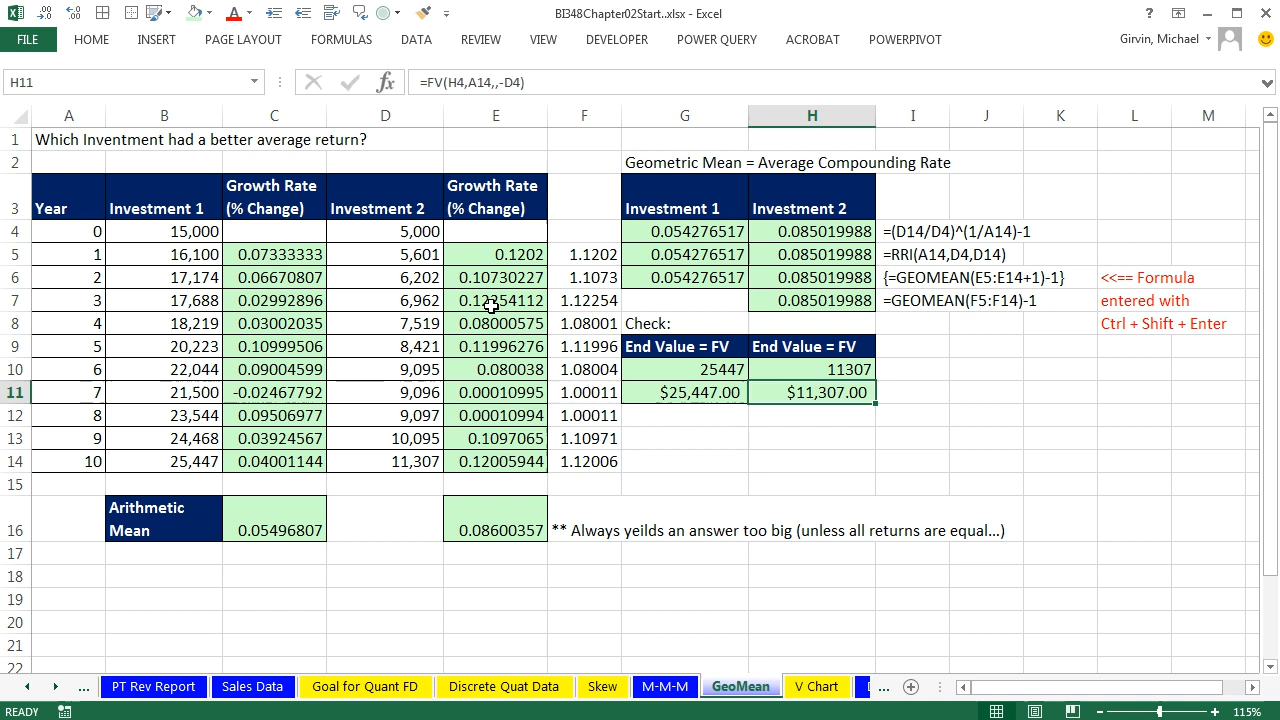 BI348Chapter02Start..xlsx - Excel
FILE HOME INSERT PAGE LAYOUT FORMULAS DATA REVIEW VIEW DEVELOPER POWER QUERY ACROBAT POWERPIVOT Girvin, Michael
H11 fx =FV(H4,A14,,-D4)
A B C D E F G H I J K L M
1 Which Inventment had a better average return?
2 Geometric Mean = Average Compounding Rate
3 Year Investment 1 Growth Rate (% Change) Investment 2 Growth Rate (% Change) Investment 1 Investment 2
4 0 15,000 5,000 0.054276517 0.085019988 =(D14/D4)^(1/A14)-1
5 1 16,100 0.07333333 5,601 0.1202 1.1202 0.054276517 0.085019988 =RRI(A14,D4,D14)
6 2 17,174 0.06670807 6,202 0.10730227 1.1073 0.054276517 0.085019988 {=GEOMEAN(E5:E14+1)-1} <<== Formula
7 3 17,688 0.02992896 6,962 0.12254112 1.12254 0.085019988 =GEOMEAN(F5:F14)-1 entered with
8 4 18,219 0.03002035 7,519 0.08000575 1.08001 Check: Ctrl + Shift + Enter
9 5 20,223 0.10999506 8,421 0.11996276 1.11996 End Value = FV End Value = FV
10 6 22,044 0.09004599 9,095 0.080038 1.08004 25447 11307
11 7 21,500 -0.02467792 9,096 0.00010995 1.00011 $25,447.00 $11,307.00
12 8 23,544 0.09506977 9,097 0.00010994 1.00011
13 9 24,468 0.03924567 10,095 0.1097065 1.10971
14 10 25,447 0.04001144 11,307 0.12005944 1.12006
15
16 Arithmetic Mean 0.05496807 0.08600357 ** Always yeilds an answer too big (unless all returns are equal...)
17
18
19
20
21
22
... PT Rev Report Sales Data Goal for Quant FD Discrete Quat Data Skew M-M-M GeoMean V Chart ...
READY 115%